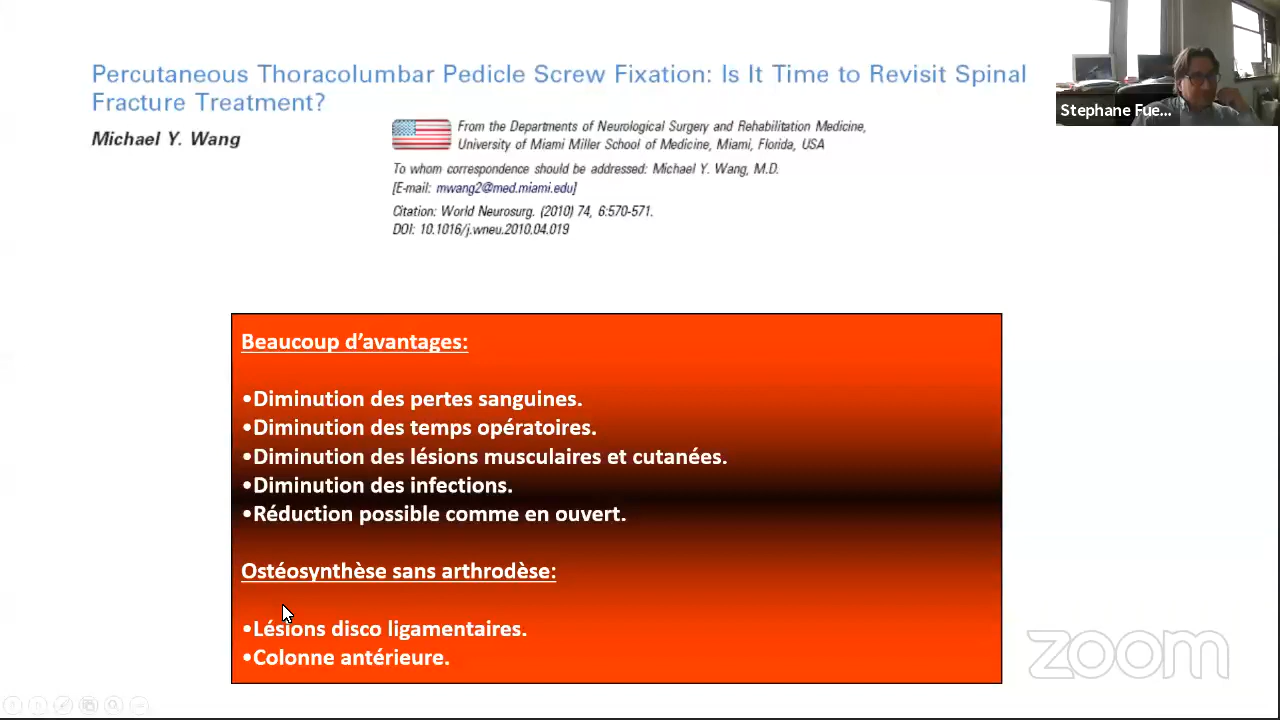 Percutaneous Thoracolumbar Pedicle Screw Fixation: Is It Time to Revisit Spinal
Fracture Treatment?
Michael Y. Wang
From the Departments of Neurological Surgery and Rehabilitation Medicine,
University of Miami Miller School of Medicine, Miami, Florida, USA
To whom correspondence should be addressed: Michael Y. Wang, M.D.
[E-mail: mwang2@med.miami.edu]
Citation: World Neurosurg. (2010) 74, 6:570-571.
DOI: 10.1016/j.wneu.2010.04.019
Stephane Fue...
Beaucoup d’avantages:
•Diminution des pertes sanguines.
•Diminution des temps opératoires.
•Diminution des lésions musculaires et cutanées.
•Diminution des infections.
•Réduction possible comme en ouvert.
Ostéosynthèse sans arthrodèse:
•Lésions disco ligamentaires.
•Colonne antérieure.
zoom